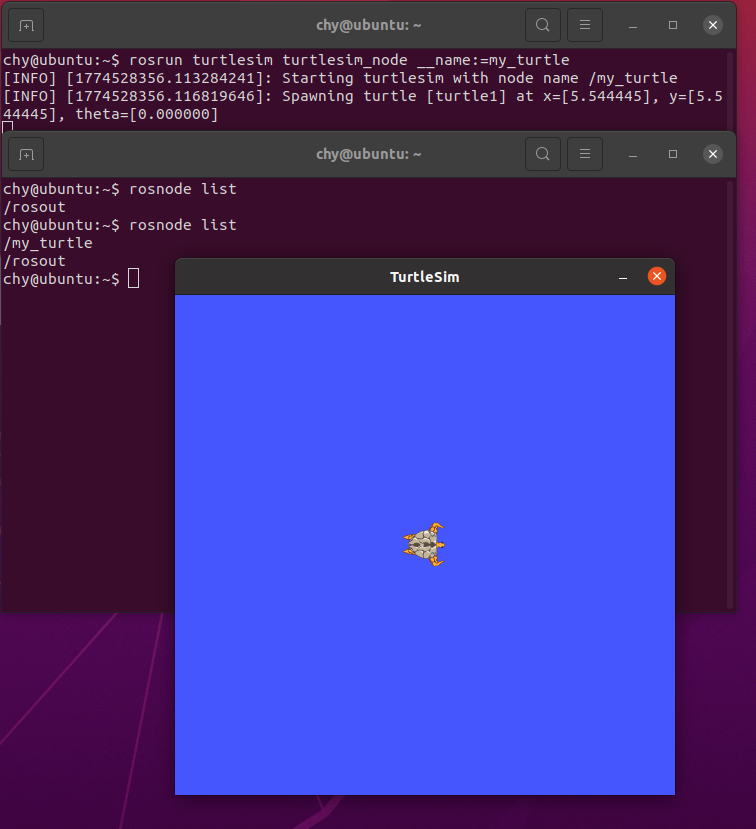 chy@ubuntu: ~
chy@ubuntu:~$ rosrun turtlesim turtlesim_node __name:=my_turtle
[INFO] [1774528356.113284241]: Starting turtlesim with node name /my_turtle
[INFO] [1774528356.116819646]: Spawning turtle [turtle1] at x=[5.544445], y=[5.5
44445], theta=[0.000000]
chy@ubuntu: ~
chy@ubuntu:~$ rosnode list
/rosout
chy@ubuntu:~$ rosnode list
/my_turtle
/rosout
chy@ubuntu:~$
TurtleSim